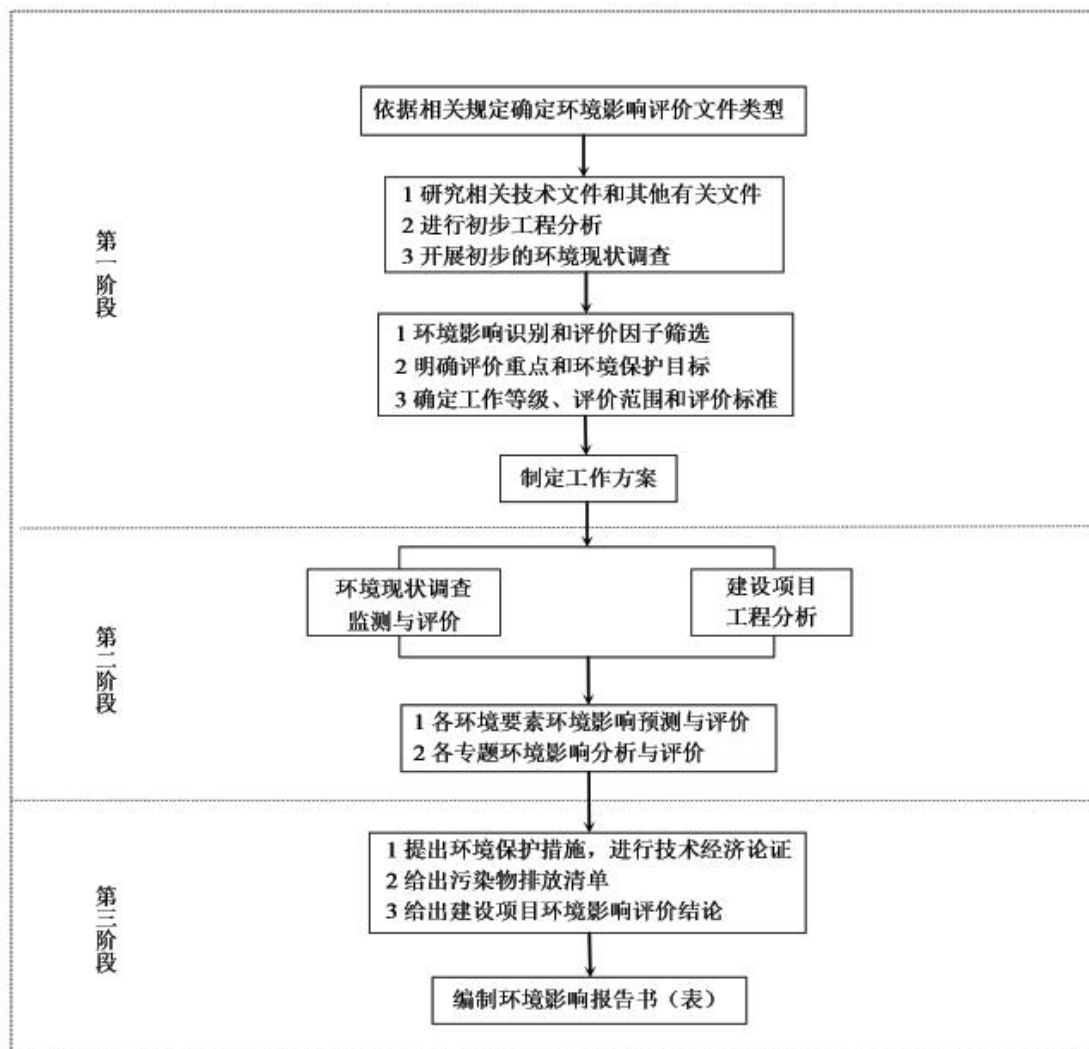 依据相关规定确定环境影响评价文件类型
1 研究相关技术文件和其他有关文件
2 进行初步工程分析
3 开展初步的环境现状调查
第一阶段
1 环境影响识别和评价因子筛选
2 明确评价重点和环境保护目标
3 确定工作等级、评价范围和评价标准
制定工作方案
环境现状调查
监测与评价
建设项目
工程分析
第二阶段
1 各环境要素环境影响预测与评价
2 各专题环境影响分析与评价
1 提出环境保护措施，进行技术经济论证
2 给出污染物排放清单
3 给出建设项目环境影响评价结论
第三阶段
编制环境影响报告书（表）